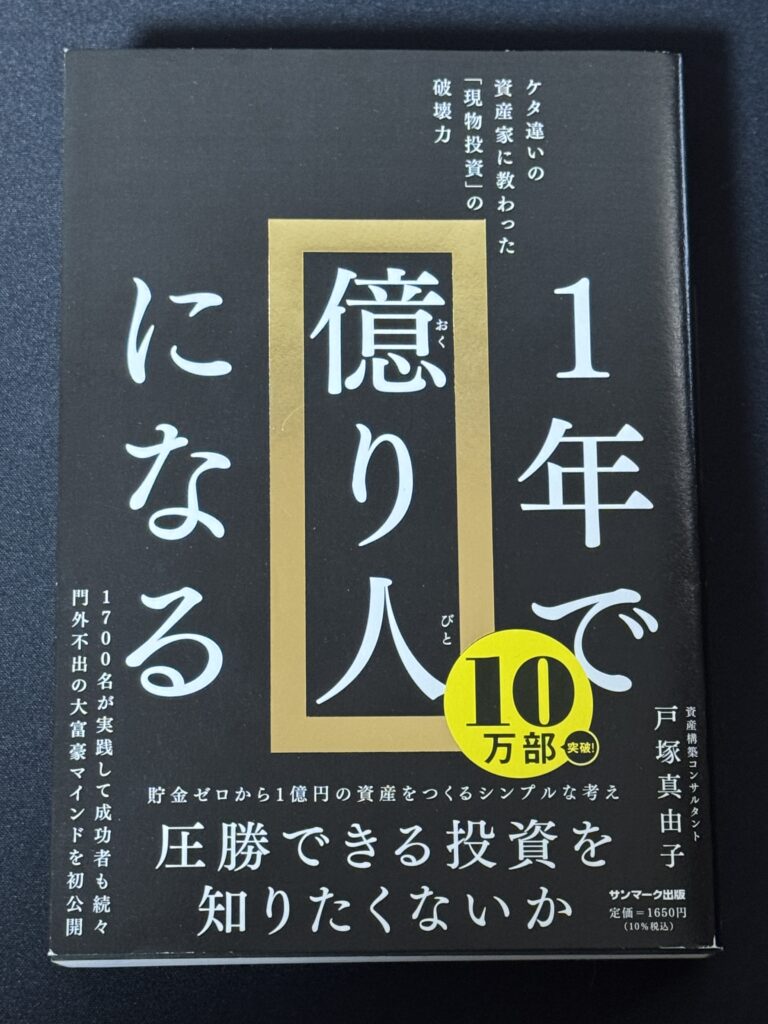 ケタ違いの
資産家に教わった
「現物投資」の
破壊力
1年で
億り人
おく
びと
になる
10
万部
突破!
資産構築コンサルタント
戸塚真由子
1700名が実践して成功者も続々
門外不出の大富豪マインドを初公開
貯金ゼロから1億円の資産をつくるシンプルな考え
圧勝できる投資を
知りたくないか
サンマーク出版
定価=1650円
(10%税込)